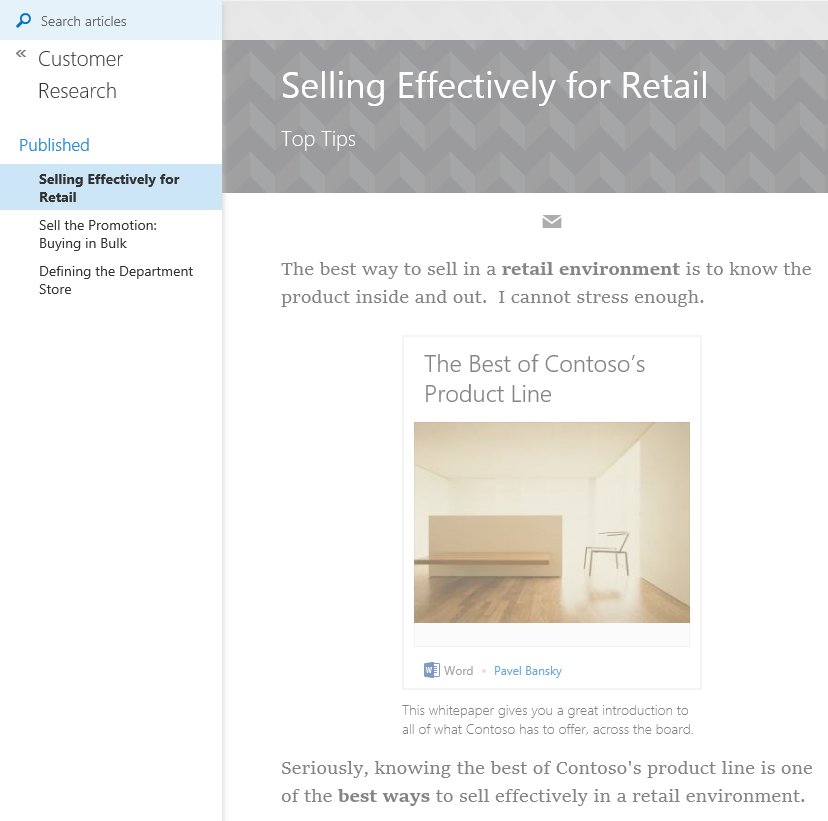 Search articles
«
Customer
Research
Published
Selling Effectively for
Retail
Sell the Promotion:
Buying in Bulk
Defining the Department
Store
Selling Effectively for Retail
Top Tips
The best way to sell in a retail environment is to know the
product inside and out.  I cannot stress enough.
The Best of Contoso’s
Product Line
Word • Pavel Bansky
This whitepaper gives you a great introduction to
all of what Contoso has to offer, across the board.
Seriously, knowing the best of Contoso's product line is one
of the best ways to sell effectively in a retail environment.